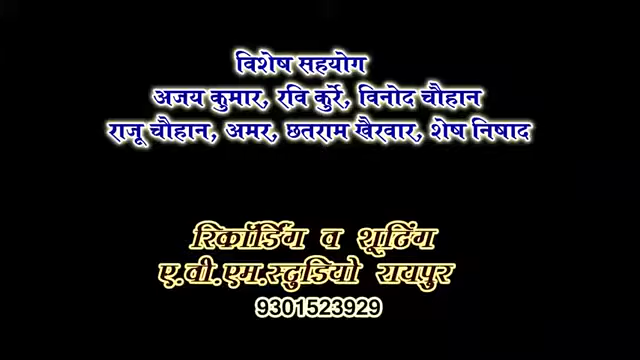 विशेष सहयोग
अजय कुमार, रवि कुर्रे, विनोद चौहान
राजू चौहान, अमर, छतराम खैरवार, शेष निषाद
रिकॉर्डिंग व शूटिंग
ए.वी.एम.स्टुडियो रायपुर
9301523929